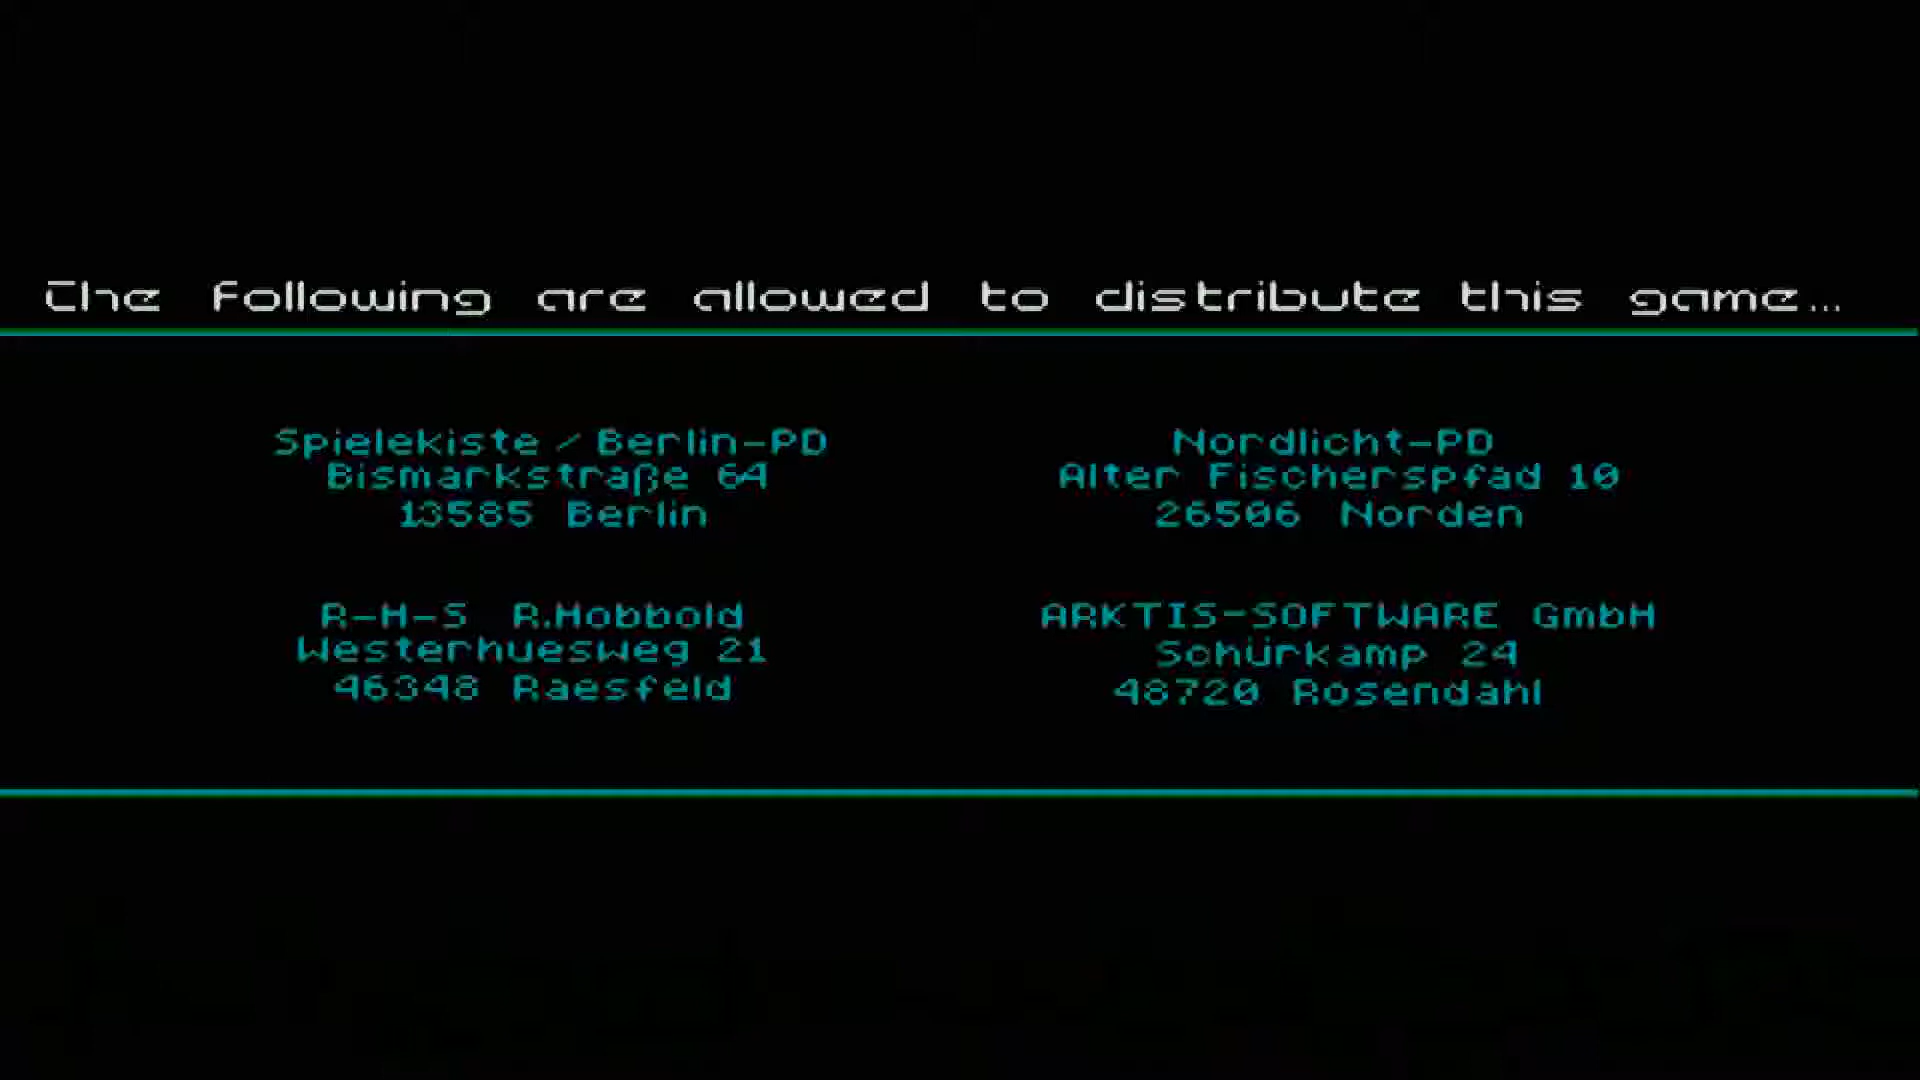 The following are allowed to distribute this game...
Spielekiste / Berlin-PD
Bismarkstraße 64
13585 Berlin
Nordlicht-PD
Alter Fischerspfad 10
26506 Norden
R-H-S R.Hobbold
Westerhuesweg 21
46348 Raesfeld
ARKTIS-SOFTWARE GmbH
Schürkamp 24
48720 Rosendahl